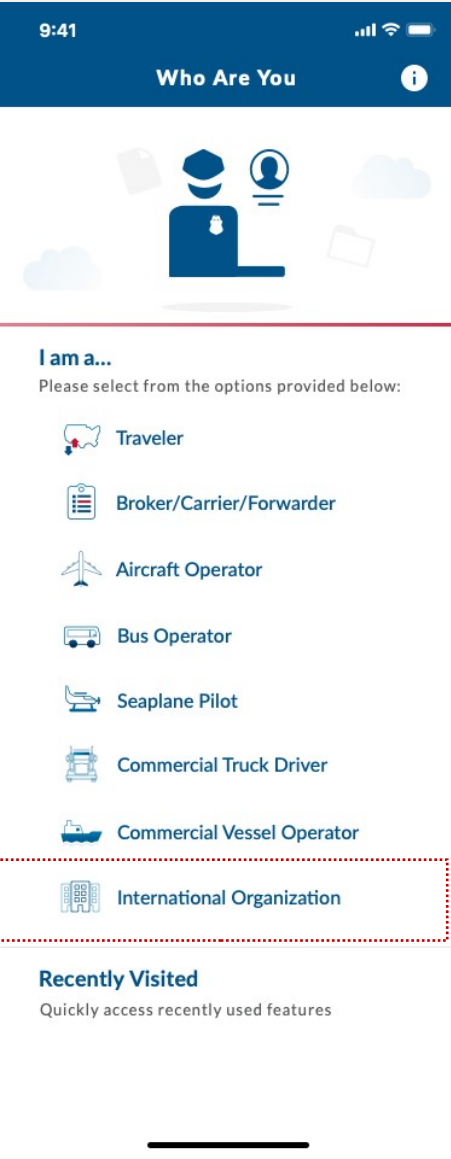 9:41
Who Are You
i
I am a...
Please select from the options provided below:
Traveler
Broker/Carrier/Forwarder
Aircraft Operator
Bus Operator
Seaplane Pilot
Commercial Truck Driver
Commercial Vessel Operator
International Organization
Recently Visited
Quickly access recently used features